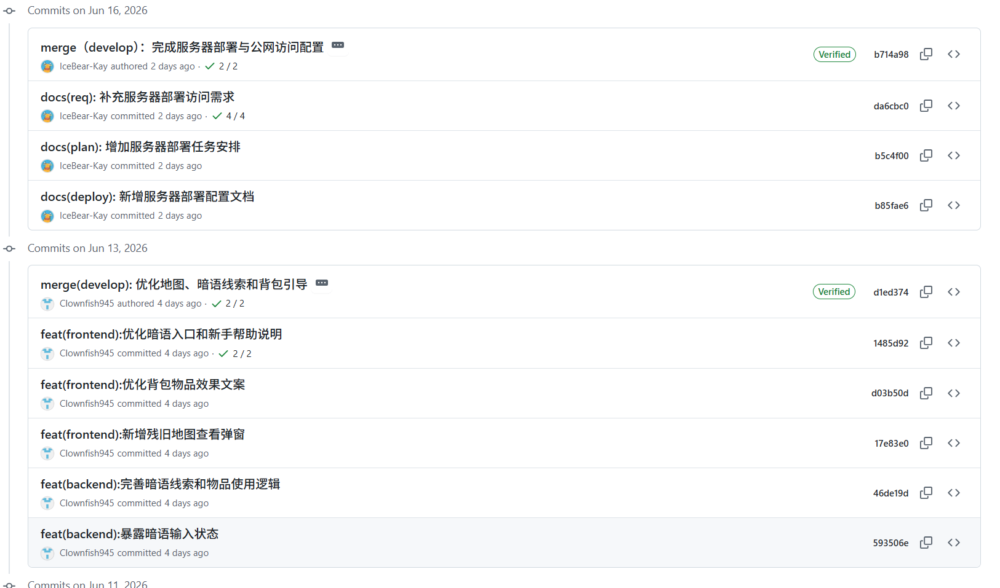 Commits on Jun 16, 2026
merge（develop）：完成服务器部署与公网访问配置
IceBear-Kay authored 2 days ago · 2 / 2
Verified
b714a98
docs(req): 补充服务器部署访问需求
IceBear-Kay committed 2 days ago · 4 / 4
da6cbc0
docs(plan): 增加服务器部署任务安排
IceBear-Kay committed 2 days ago
b5c4f00
docs(deploy): 新增服务器部署配置文档
IceBear-Kay committed 2 days ago
b85fae6
Commits on Jun 13, 2026
merge(develop): 优化地图、暗语线索和背包引导
Clownfish945 authored 4 days ago · 2 / 2
Verified
d1ed374
feat(frontend):优化暗语入口和新手帮助说明
Clownfish945 committed 4 days ago · 2 / 2
1485d92
feat(frontend):优化背包物品效果文案
Clownfish945 committed 4 days ago
d03b50d
feat(frontend):新增残旧地图查看弹窗
Clownfish945 committed 4 days ago
17e83e0
feat(backend):完善暗语线索和物品使用逻辑
Clownfish945 committed 4 days ago
46de19d
feat(backend):暴露暗语输入状态
Clownfish945 committed 4 days ago
593506e
Commits on Jun 11, 2026